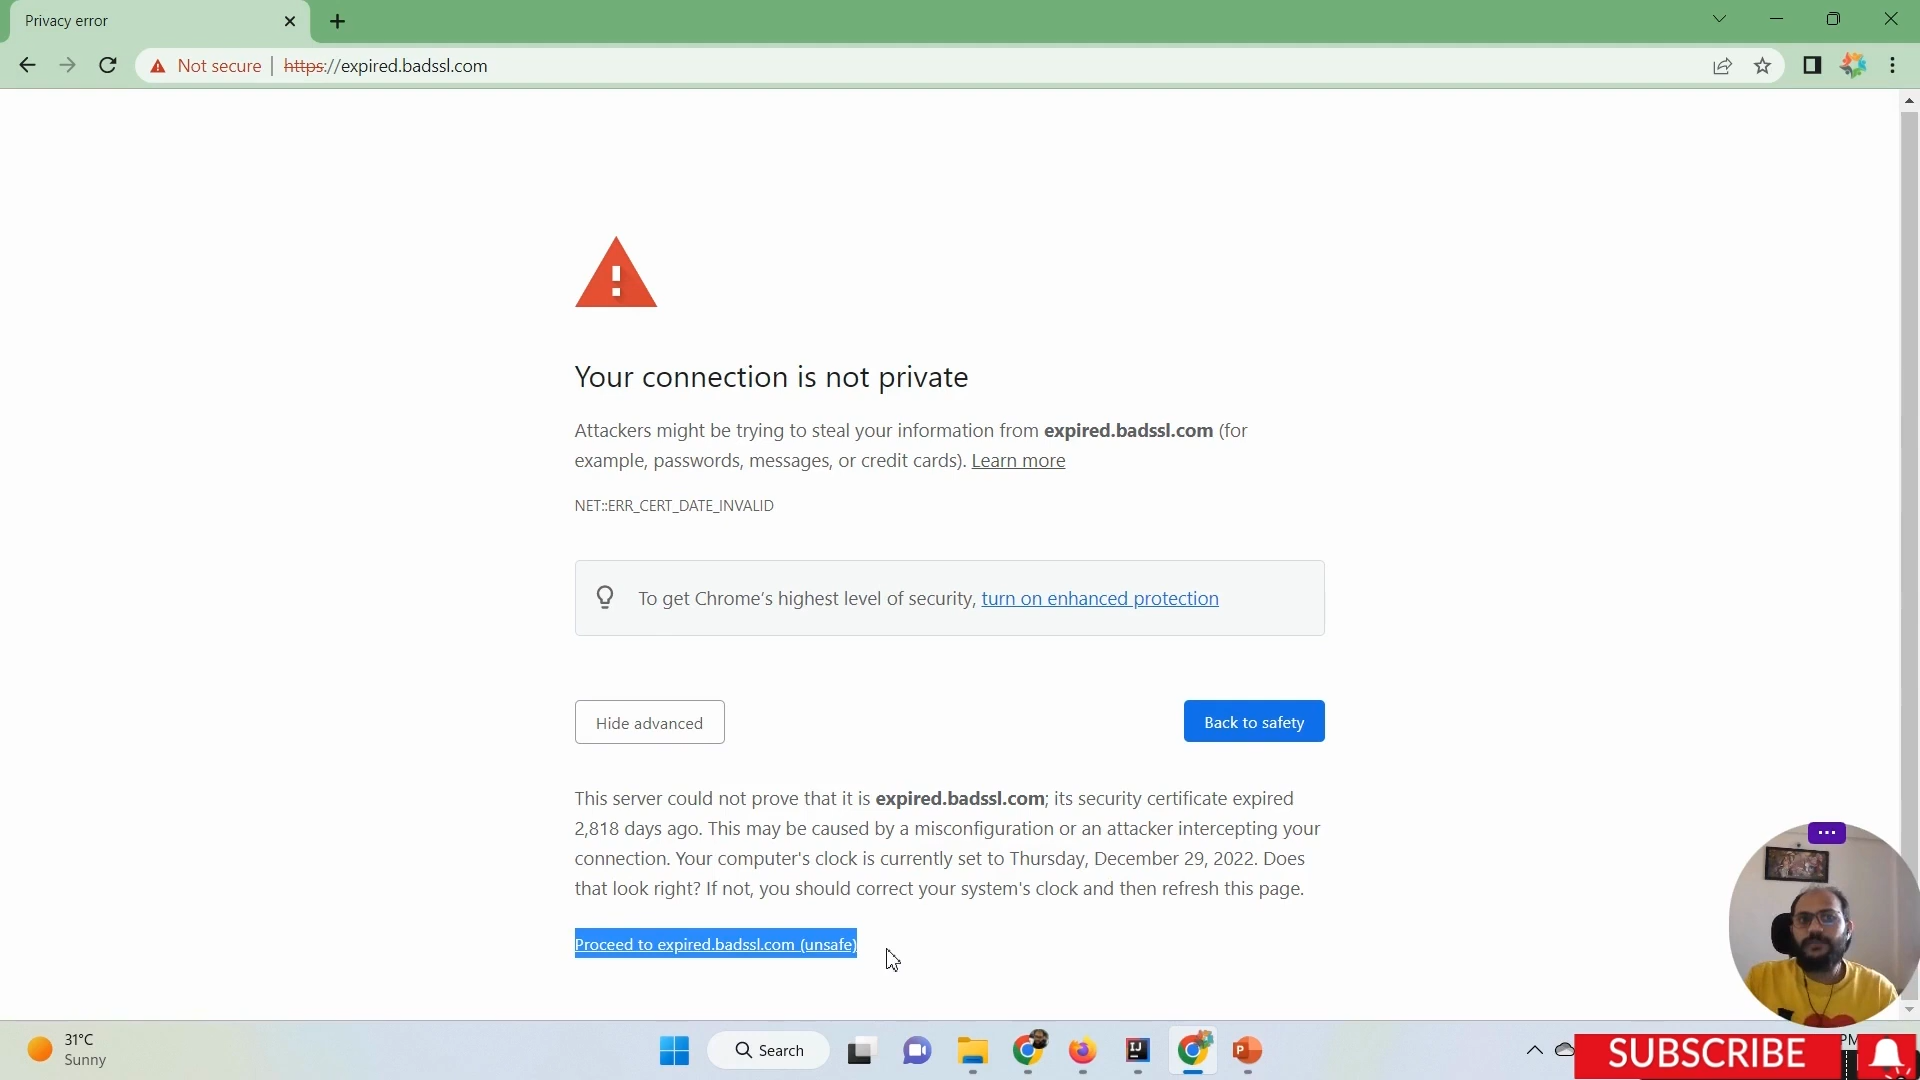 Privacy error
Not secure | https://expired.badssl.com
Your connection is not private
Attackers might be trying to steal your information from expired.badssl.com (for
example, passwords, messages, or credit cards). Learn more
NET::ERR_CERT_DATE_INVALID
To get Chrome's highest level of security, turn on enhanced protection
Hide advanced
Back to safety
This server could not prove that it is expired.badssl.com; its security certificate expired
2,818 days ago. This may be caused by a misconfiguration or an attacker intercepting your
connection. Your computer's clock is currently set to Thursday, December 29, 2022. Does
that look right? If not, you should correct your system's clock and then refresh this page.
Proceed to expired.badssl.com (unsafe)
31°C
Sunny
Search
IJ
P
PM
SUBSCRIBE